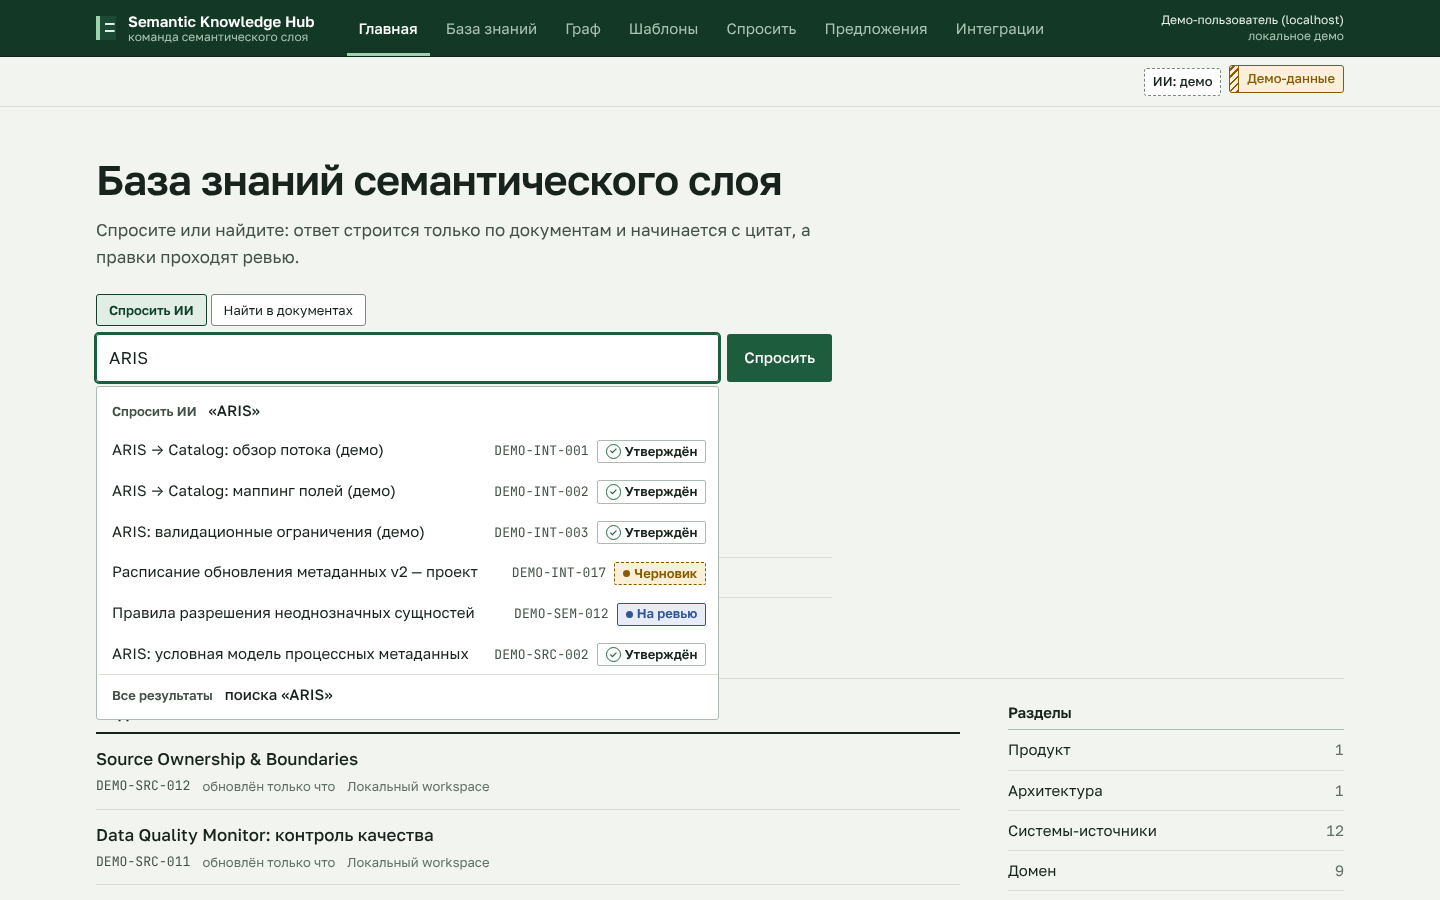 Semantic Knowledge Hub
команда семантического слоя
Главная База знаний Граф Шаблоны Спросить Предложения Интеграции
Демо-пользователь (localhost)
локальное демо
ИИ: демо Демо-данные
База знаний семантического слоя
Спросите или найдите: ответ строится только по документам и начинается с цитат, а
правки проходят ревью.
Спросить ИИ Найти в документах
ARIS Спросить
Спросить ИИ «ARIS»
ARIS → Catalog: обзор потока (демо) DEMO-INT-001 Утверждён
ARIS → Catalog: маппинг полей (демо) DEMO-INT-002 Утверждён
ARIS: валидационные ограничения (демо) DEMO-INT-003 Утверждён
Расписание обновления метаданных v2 — проект DEMO-INT-017 Черновик
Правила разрешения неоднозначных сущностей DEMO-SEM-012 На ревью
ARIS: условная модель процессных метаданных DEMO-SRC-002 Утверждён
Все результаты поиска «ARIS»
Source Ownership & Boundaries
DEMO-SRC-012 обновлён только что Локальный workspace
Data Quality Monitor: контроль качества
DEMO-SRC-011 обновлён только что Локальный workspace
Разделы
Продукт 1
Архитектура 1
Системы-источники 12
Домен 9